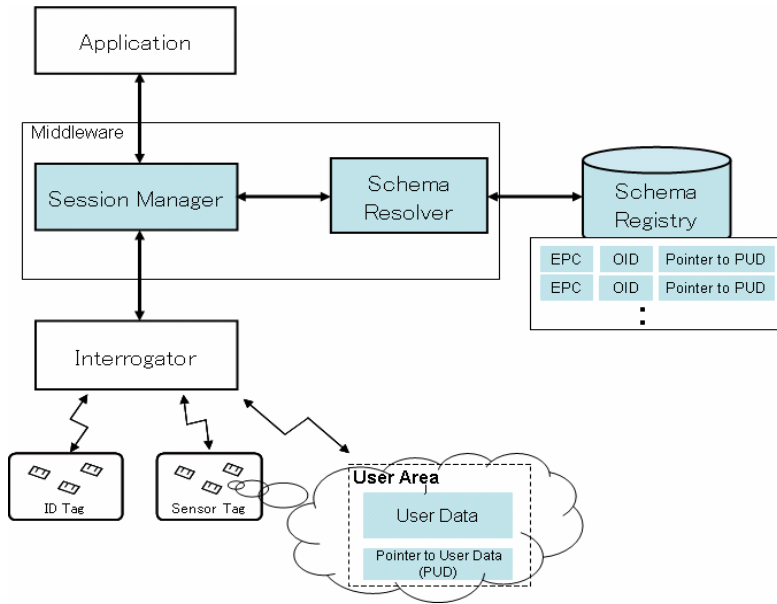 Application
Middleware
Session Manager
Schema
Resolver
Schema
Registry
EPC OID Pointer to PUD
EPC OID Pointer to PUD
:
Interrogator
ID Tag
Sensor Tag
User Area
User Data
Pointer to User Data
(PUD)